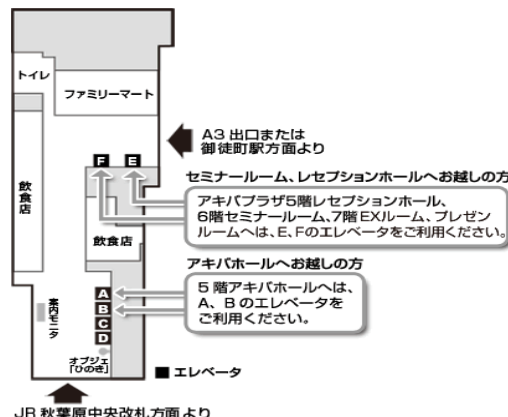 トイレ
ファミリーマート
A3 出口または
御徒町駅方面より
F
E
セミナールーム、レセプションホールへお越しの方
アキバプラザ5階レセプションホール、
6階セミナールーム、7階EXルーム、プレゼン
ルームへは、E、Fのエレベータをご利用ください。
飲食店
飲食店
アキバホールへお越しの方
5階アキバホールへは、
A、Bのエレベータを
ご利用ください。
A
B
C
D
案内モニタ
オブジェ
「ひのき」
■ エレベータ
JR 秋葉原中央改札方面より